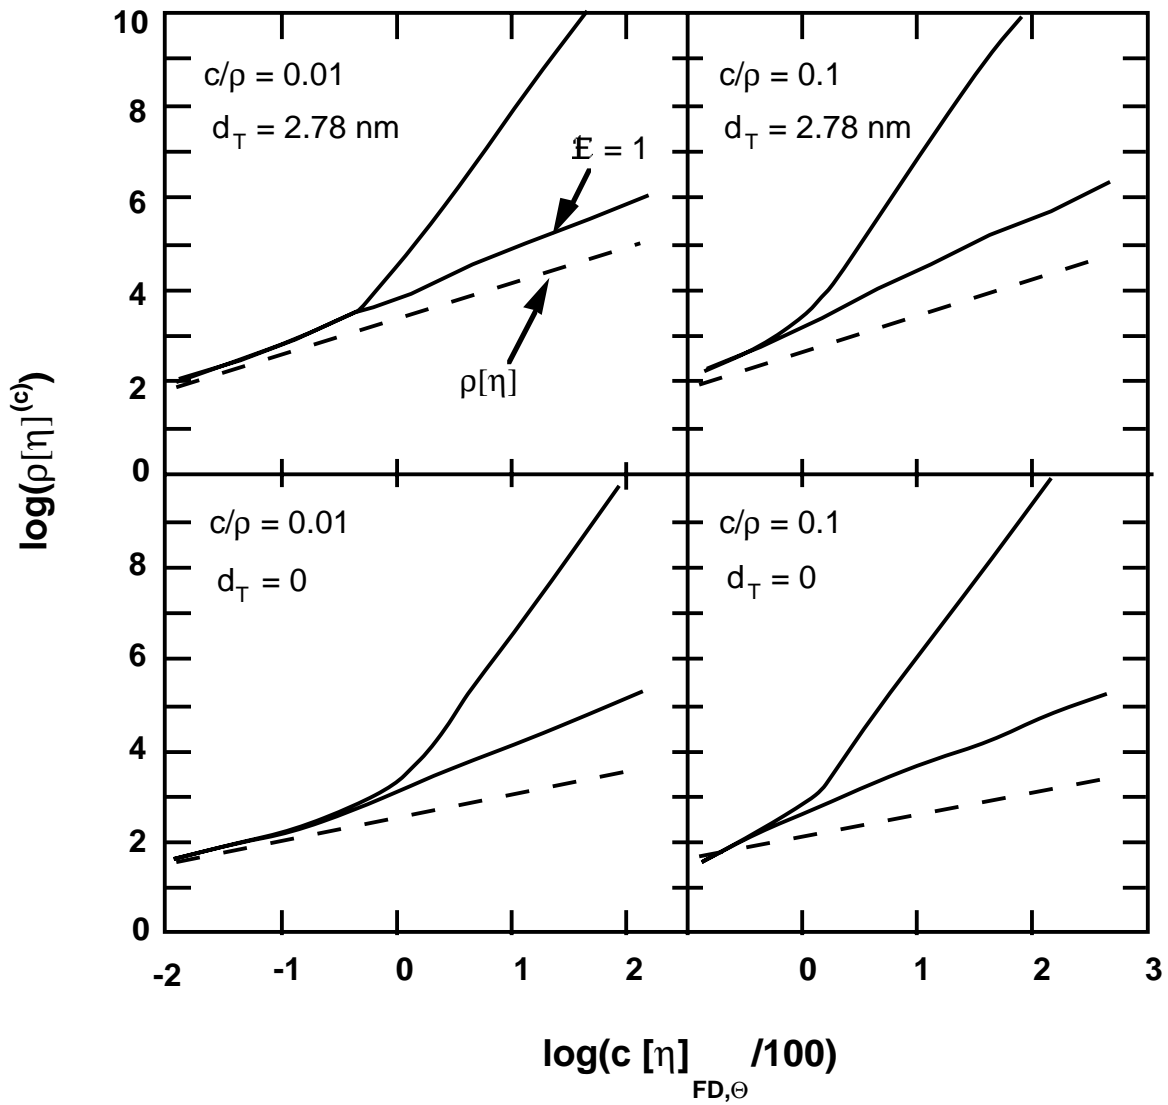 10
8
6
4
2
0
8
6
4
2
0
log(ρ[η]^(c))
c/ρ = 0.01
d_T = 2.78 nm
Ɛ = 1
ρ[η]
c/ρ = 0.1
d_T = 2.78 nm
c/ρ = 0.01
d_T = 0
c/ρ = 0.1
d_T = 0
-2 -1 0 1 2 0 1 2 3
log(c [η]_FD,Θ /100)